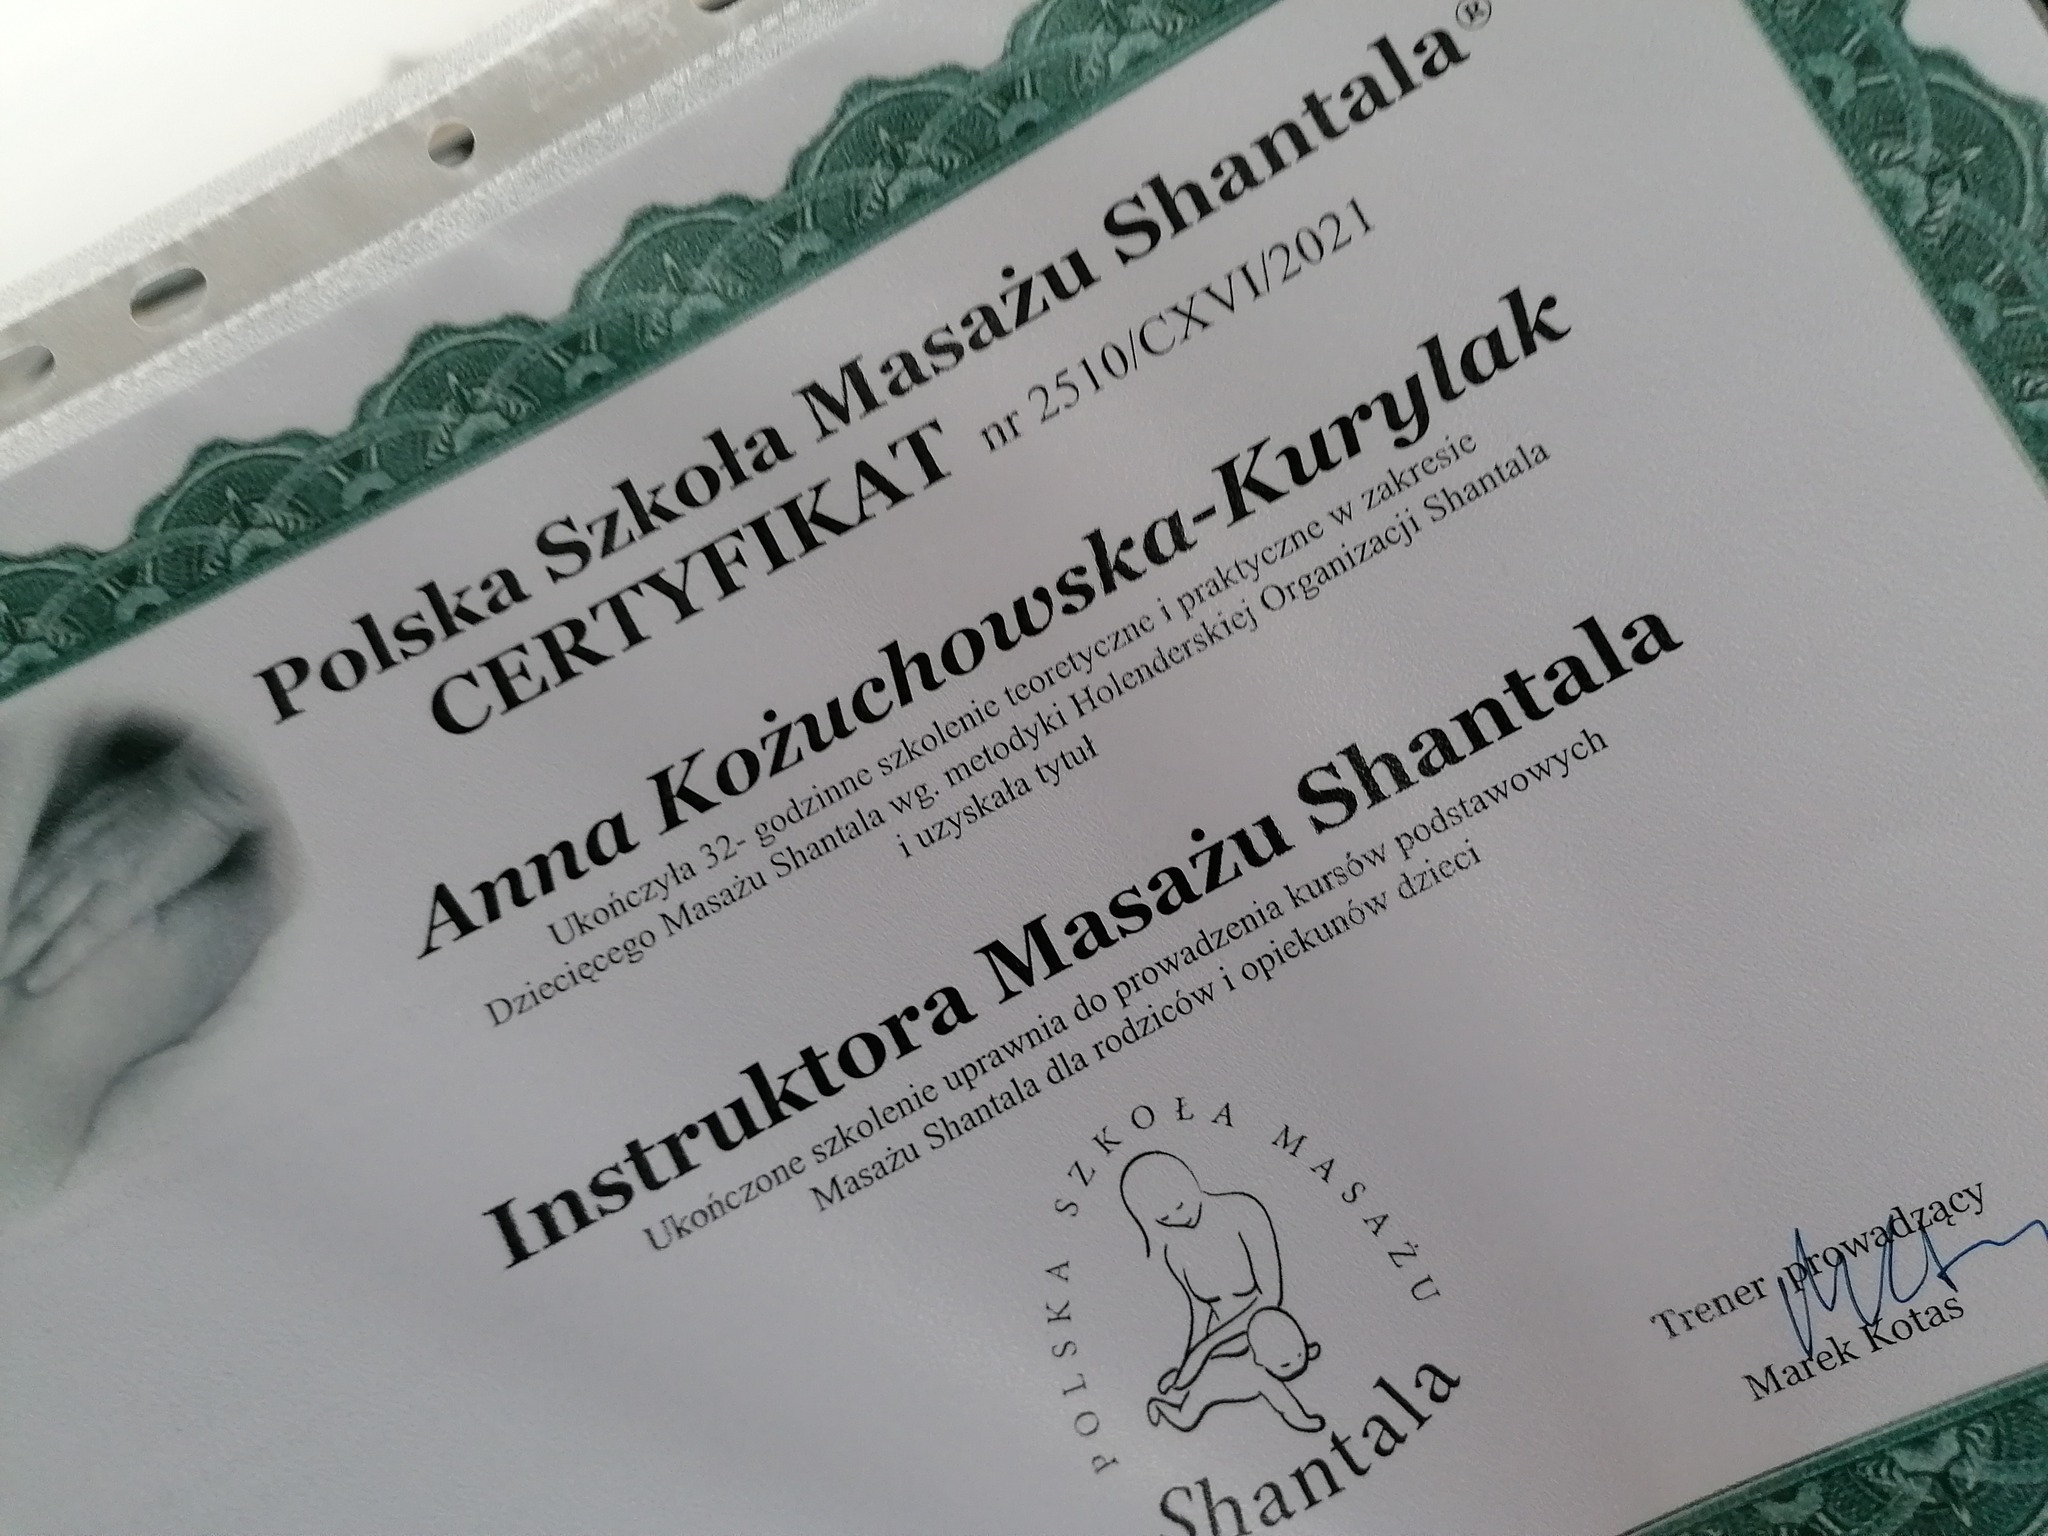 Polska Szkoła Masażu Shantala®
CERTYFIKAT nr 2510/CXVI/2021
Anna Kożuchowska-Kurylak
Ukończyła 32- godzinne szkolenie teoretyczne i praktyczne w zakresie
Dziecięcego Masażu Shantala wg. metodyki Holenderskiej Organizacji Shantala
i uzyskała tytuł
Instruktora Masażu Shantala
Ukończone szkolenie uprawnia do prowadzenia kursów podstawowych
Masażu Shantala dla rodziców i opiekunów dzieci
POLSKA SZKOŁA MASAŻU
Shantala
Trener prowadzący
Marek Kotas